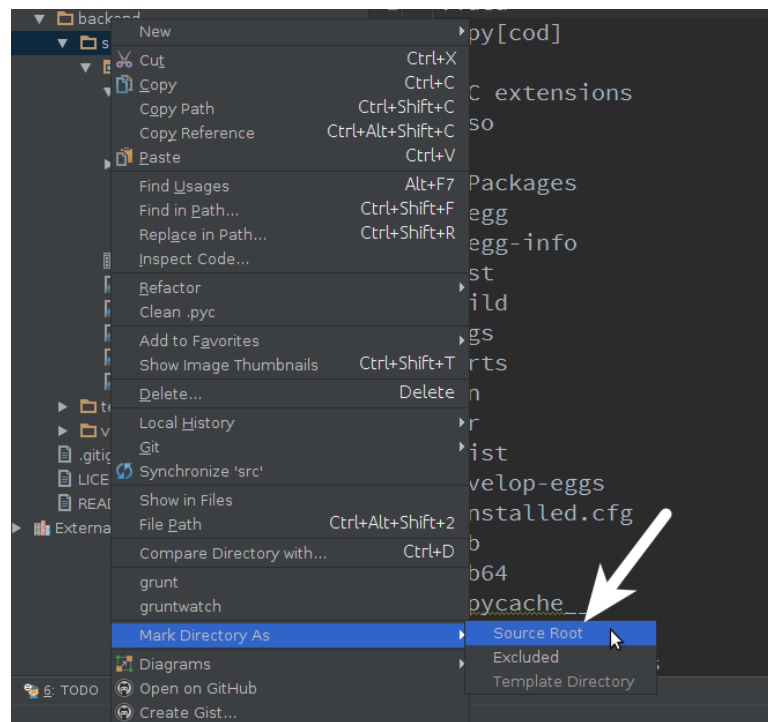 backend
New
py[cod]
Cut Ctrl+X
Copy Ctrl+C
C extensions
Copy Path Ctrl+Shift+C
Copy Reference Ctrl+Alt+Shift+C
so
Paste Ctrl+V
Find Usages Alt+F7
Packages
Find in Path... Ctrl+Shift+F
egg
Replace in Path... Ctrl+Shift+R
egg-info
Inspect Code...
st
Refactor
ild
Clean .pyc
gs
Add to Favorites
Show Image Thumbnails Ctrl+Shift+T
rts
Delete... Delete
n
te
Local History
r
v
Git
ist
.gitig
Synchronize 'src'
LICE
velop-eggs
Show in Files
READ
nstalled.cfg
File Path Ctrl+Alt+Shift+2
Externa
b
Compare Directory with... Ctrl+D
b64
grunt
gruntwatch
pycache__
Mark Directory As
Source Root
Excluded
Diagrams
s
Template Directory
6: TODO
Open on GitHub
Create Gist...